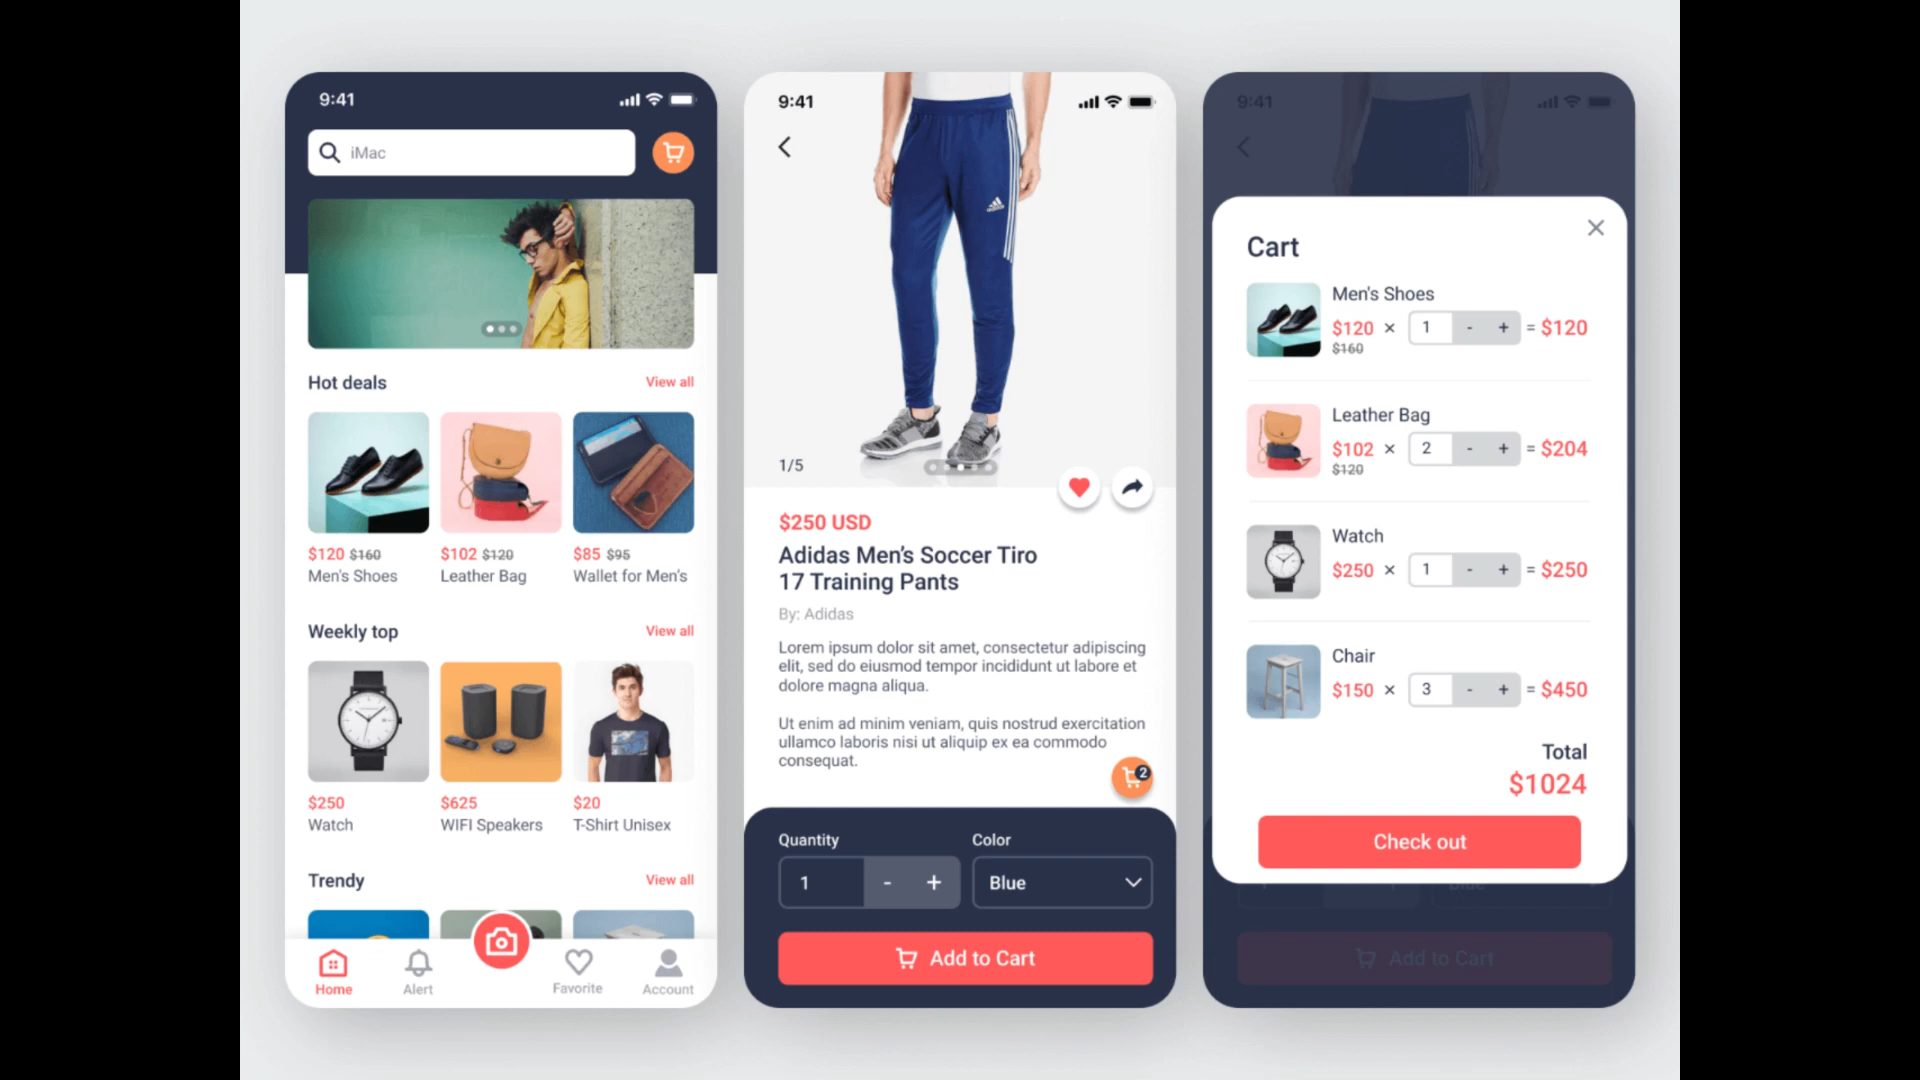 9:41
iMac
Hot deals View all
$120 $160 $102 $120 $85 $95
Men's Shoes Leather Bag Wallet for Men's
Weekly top View all
$250 $625 $20
Watch WIFI Speakers T-Shirt Unisex
Trendy View all
Home Alert Favorite Account
9:41
1/5
$250 USD
Adidas Men’s Soccer Tiro
17 Training Pants
By: Adidas
Lorem ipsum dolor sit amet, consectetur adipiscing
elit, sed do eiusmod tempor incididunt ut labore et
dolore magna aliqua.
Ut enim ad minim veniam, quis nostrud exercitation
ullamco laboris nisi ut aliquip ex ea commodo
consequat.
2
Quantity Color
1 - + Blue
Add to Cart
9:41
Cart
Men's Shoes
$120 × 1 - + = $120
$160
Leather Bag
$102 × 2 - + = $204
$120
Watch
$250 × 1 - + = $250
Chair
$150 × 3 - + = $450
Total
$1024
Check out
Blue
Add to Cart